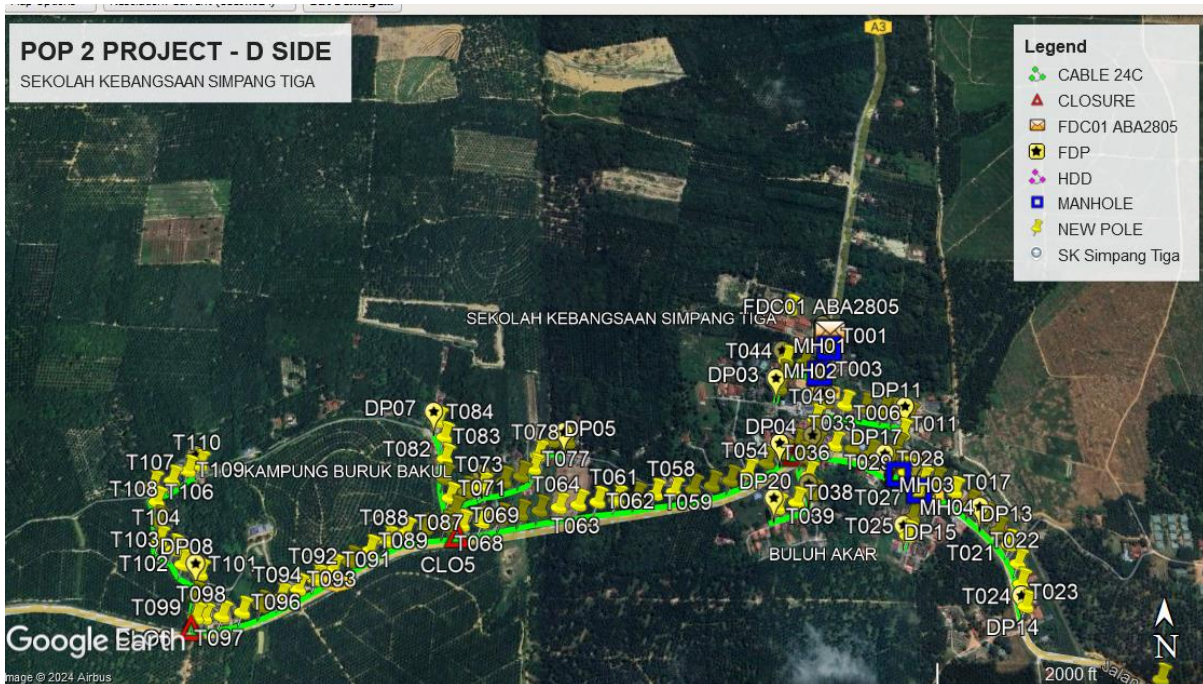 POP 2 PROJECT - D SIDE
SEKOLAH KEBANGSAAN SIMPANG TIGA
A3
Legend
CABLE 24C
CLOSURE
FDC01 ABA2805
FDP
HDD
MANHOLE
NEW POLE
SK Simpang Tiga
FDC01 ABA2805
SEKOLAH KEBANGSAAN SIMPANG TIGA
T001
T044
MH01
DP03
MH02
T003
T049
DP11
T006
T011
DP07
T084
T083
T082
T078
DP05
T077
T033
DP04
DP17
T054
T036
T028
T029
T110
T107
T109
KAMPUNG BURUK BAKUL
T073
T061
T058
T106
T108
T071
T064
T062
T059
DP20
T038
T027
MH03
T017
MH04
DP13
T104
T088
T087
T069
T063
T039
T025
DP15
T022
T103
T089
T068
BULUH AKAR
T021
DP08
T102
T101
T092
T091
CLO5
T094
T093
T098
T096
T099
T024
T023
T097
DP14
Google Earth
N
2000 ft
Image © 2024 Airbus